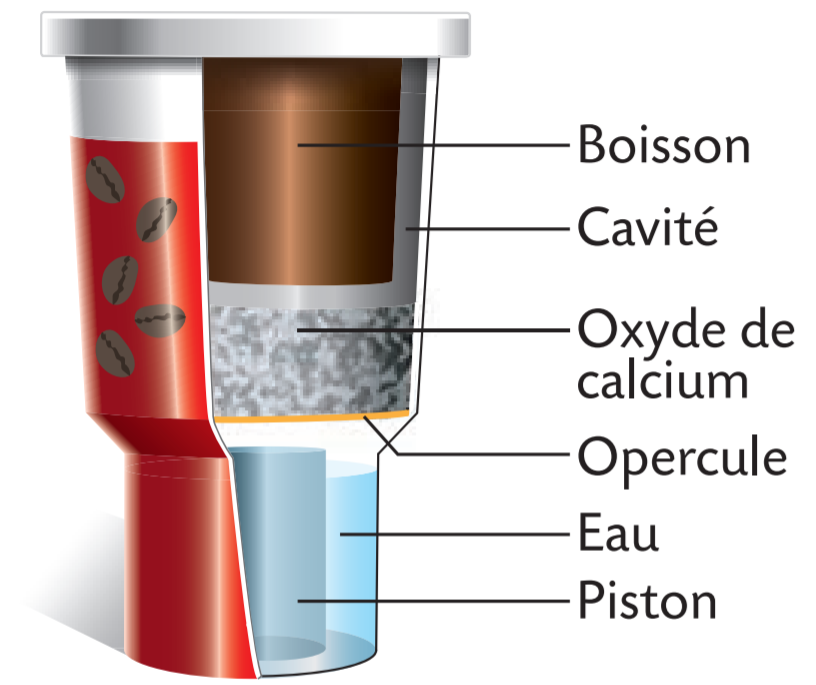 Boisson
Cavité
Oxyde de
calcium
Opercule
Eau
Piston